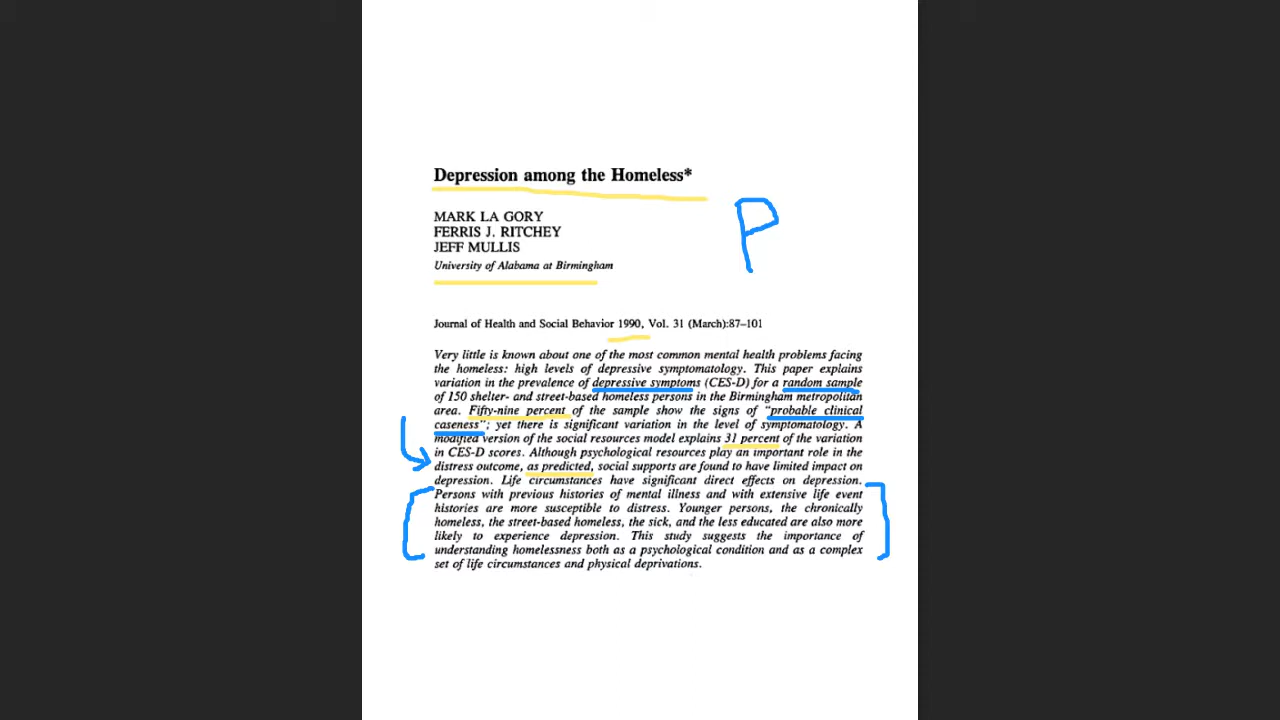 Depression among the Homeless*
P
MARK LA GORY
FERRIS J. RITCHEY
JEFF MULLIS
University of Alabama at Birmingham
Journal of Health and Social Behavior 1990, Vol. 31 (March):87–101
Very little is known about one of the most common mental health problems facing
the homeless: high levels of depressive symptomatology. This paper explains
variation in the prevalence of depressive symptoms (CES-D) for a random sample
of 150 shelter- and street-based homeless persons in the Birmingham metropolitan
area. Fifty-nine percent of the sample show the signs of "probable clinical
caseness"; yet there is significant variation in the level of symptomatology. A
modified version of the social resources model explains 31 percent of the variation
in CES-D scores. Although psychological resources play an important role in the
distress outcome, as predicted, social supports are found to have limited impact on
depression. Life circumstances have significant direct effects on depression.
Persons with previous histories of mental illness and with extensive life event
histories are more susceptible to distress. Younger persons, the chronically
homeless, the street-based homeless, the sick, and the less educated are also more
likely to experience depression. This study suggests the importance of
understanding homelessness both as a psychological condition and as a complex
set of life circumstances and physical deprivations.